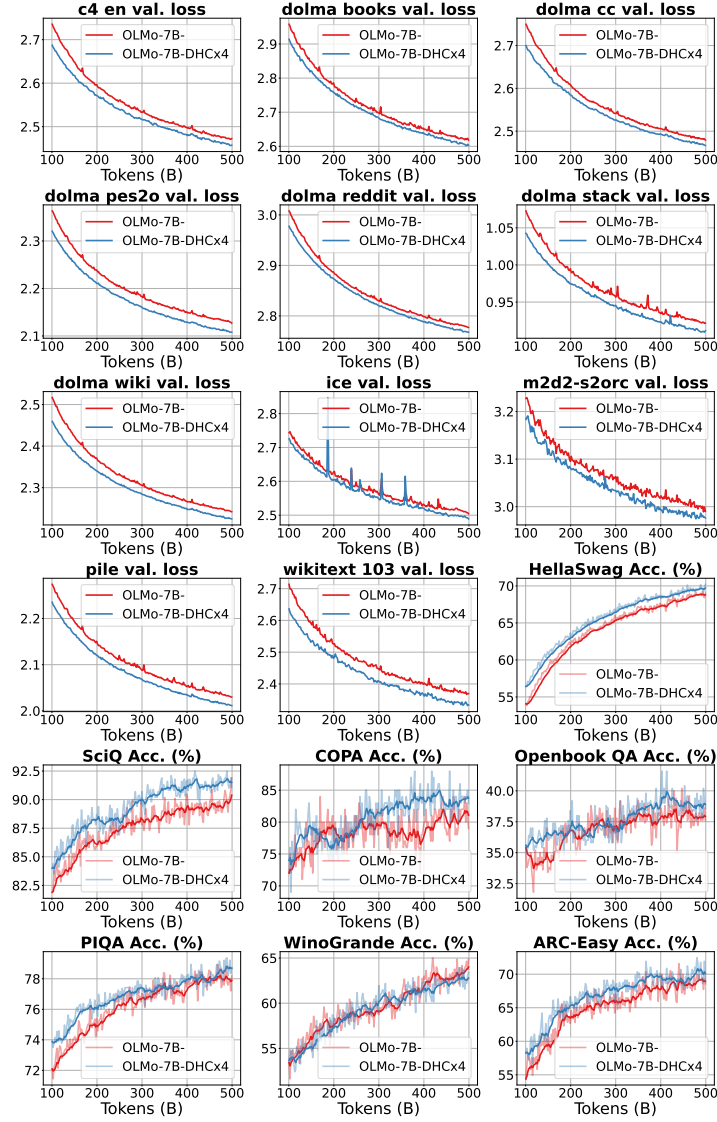 c4 en val. loss
OLMo-7B-
OLMo-7B-DHCx4
2.7
2.6
2.5
100 200 300 400 500
Tokens (B)
dolma books val. loss
OLMo-7B-
OLMo-7B-DHCx4
2.9
2.8
2.7
2.6
100 200 300 400 500
Tokens (B)
dolma cc val. loss
OLMo-7B-
OLMo-7B-DHCx4
2.7
2.6
2.5
100 200 300 400 500
Tokens (B)
dolma pes2o val. loss
OLMo-7B-
OLMo-7B-DHCx4
2.3
2.2
2.1
100 200 300 400 500
Tokens (B)
dolma reddit val. loss
OLMo-7B-
OLMo-7B-DHCx4
3.0
2.9
2.8
100 200 300 400 500
Tokens (B)
dolma stack val. loss
OLMo-7B-
OLMo-7B-DHCx4
1.05
1.00
0.95
100 200 300 400 500
Tokens (B)
dolma wiki val. loss
OLMo-7B-
OLMo-7B-DHCx4
2.5
2.4
2.3
100 200 300 400 500
Tokens (B)
ice val. loss
OLMo-7B-
OLMo-7B-DHCx4
2.8
2.7
2.6
2.5
100 200 300 400 500
Tokens (B)
m2d2-s2orc val. loss
OLMo-7B-
OLMo-7B-DHCx4
3.2
3.1
3.0
100 200 300 400 500
Tokens (B)
pile val. loss
OLMo-7B-
OLMo-7B-DHCx4
2.2
2.1
2.0
100 200 300 400 500
Tokens (B)
wikitext 103 val. loss
OLMo-7B-
OLMo-7B-DHCx4
2.7
2.6
2.5
2.4
100 200 300 400 500
Tokens (B)
HellaSwag Acc. (%)
70
65
60
55
OLMo-7B-
OLMo-7B-DHCx4
100 200 300 400 500
Tokens (B)
SciQ Acc. (%)
92.5
90.0
87.5
85.0
82.5
OLMo-7B-
OLMo-7B-DHCx4
100 200 300 400 500
Tokens (B)
COPA Acc. (%)
85
80
75
70
OLMo-7B-
OLMo-7B-DHCx4
100 200 300 400 500
Tokens (B)
Openbook QA Acc. (%)
40.0
37.5
35.0
32.5
OLMo-7B-
OLMo-7B-DHCx4
100 200 300 400 500
Tokens (B)
PIQA Acc. (%)
78
76
74
72
OLMo-7B-
OLMo-7B-DHCx4
100 200 300 400 500
Tokens (B)
WinoGrande Acc. (%)
65
60
55
OLMo-7B-
OLMo-7B-DHCx4
100 200 300 400 500
Tokens (B)
ARC-Easy Acc. (%)
70
65
60
55
OLMo-7B-
OLMo-7B-DHCx4
100 200 300 400 500
Tokens (B)